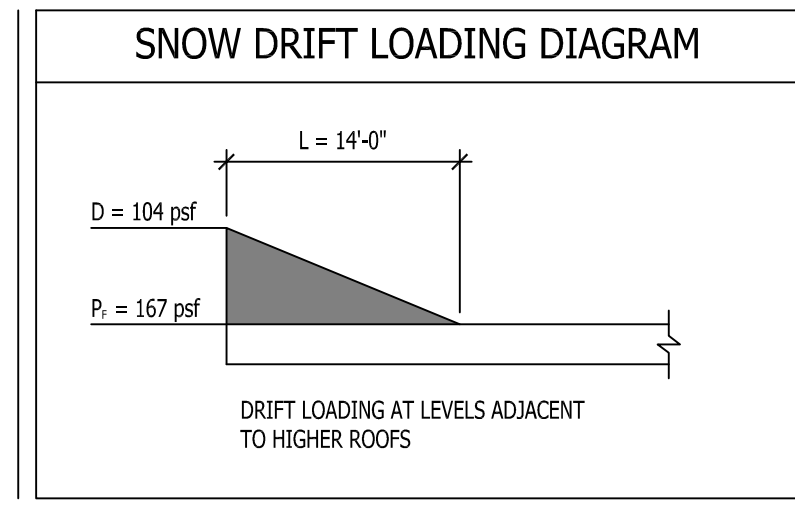 SNOW DRIFT LOADING DIAGRAM
L = 14'-0"
D = 104 psf
PF = 167 psf
DRIFT LOADING AT LEVELS ADJACENT
TO HIGHER ROOFS